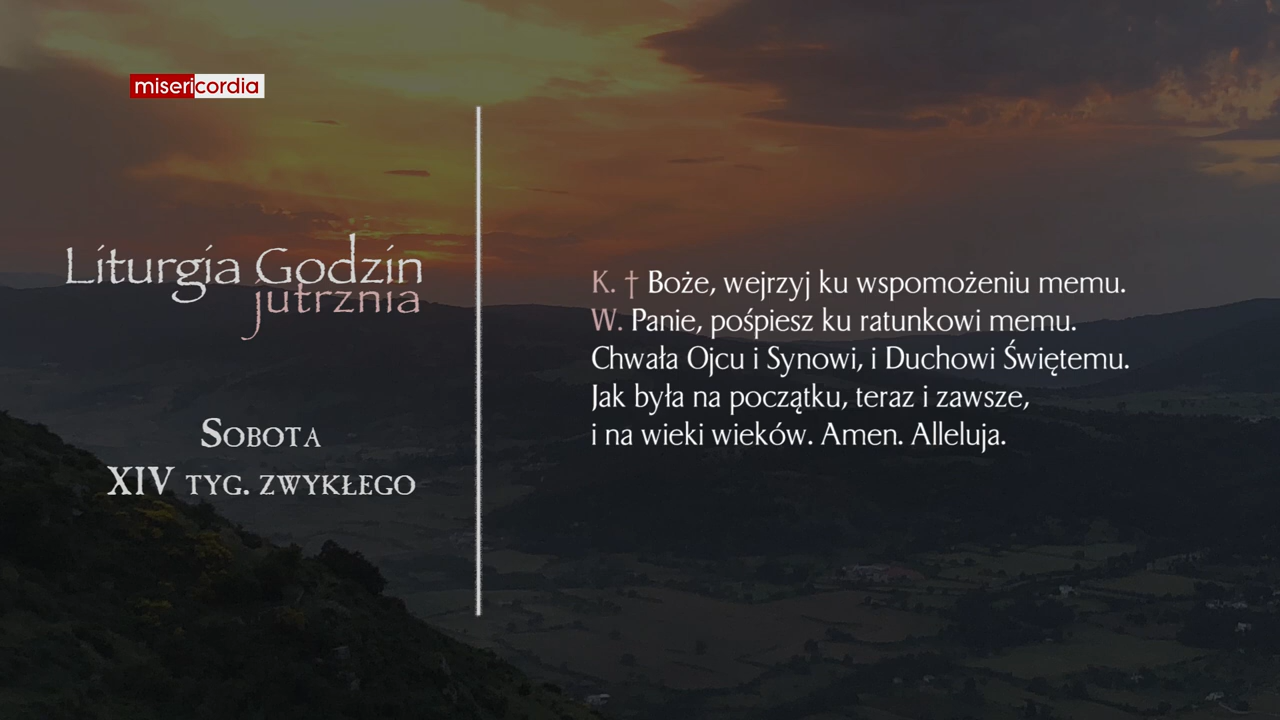 misericordia
Liturgia Godzin
jutrznia
Sobota
XIV tyg. zwykłego
K. † Boże, wejrzyj ku wspomożeniu memu.
W. Panie, pośpiesz ku ratunkowi memu.
Chwała Ojcu i Synowi, i Duchowi Świętemu.
Jak była na początku, teraz i zawsze,
i na wieki wieków. Amen. Alleluja.